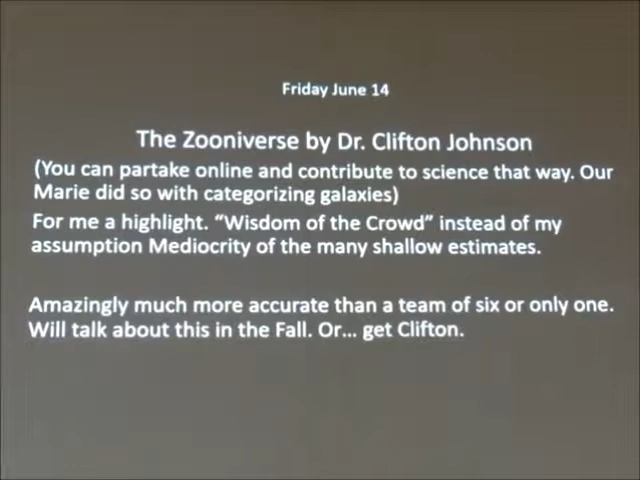 Friday June 14
The Zooniverse by Dr. Clifton Johnson
(You can partake online and contribute to science that way. Our
Marie did so with categorizing galaxies)
For me a highlight. “Wisdom of the Crowd” instead of my
assumption Mediocrity of the many shallow estimates.
Amazingly much more accurate than a team of six or only one.
Will talk about this in the Fall. Or... get Clifton.